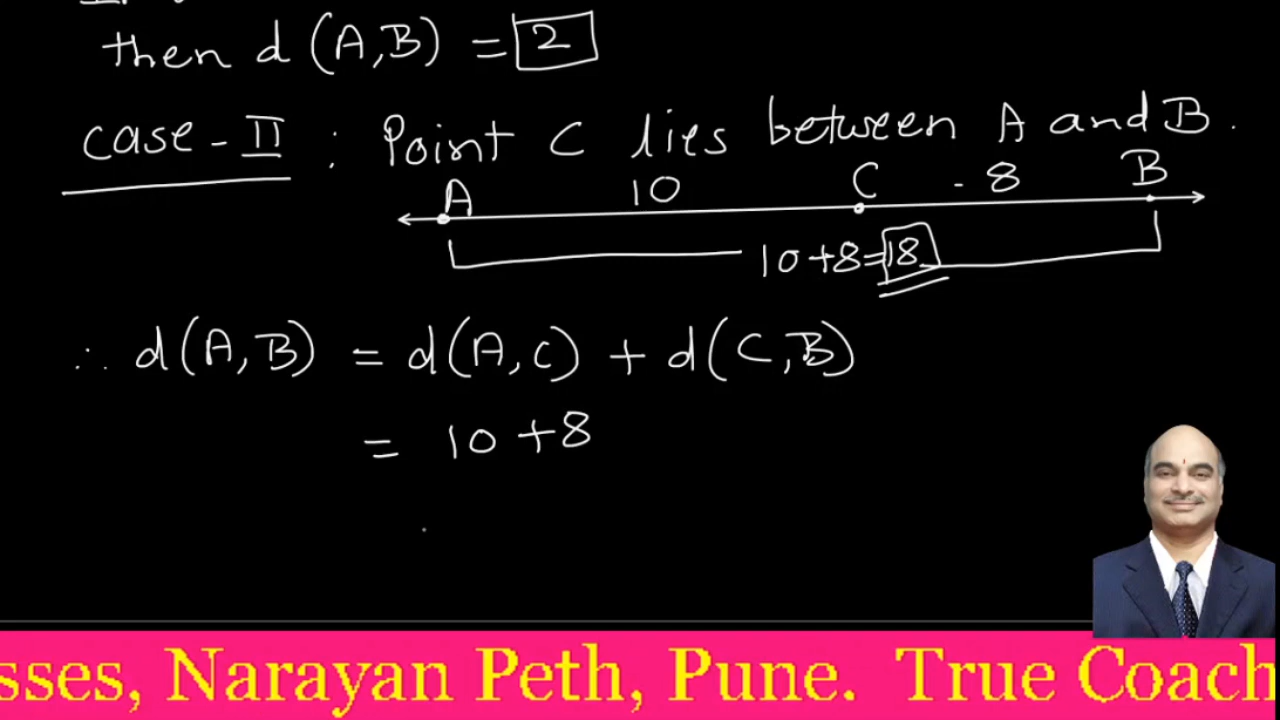 then d (A,B) = 2
case - II : Point C lies between A and B.
A 10 C - 8 B
10+8=18
∴ d(A,B) = d(A,C) + d(C,B)
= 10 +8
sses, Narayan Peth, Pune. True Coach